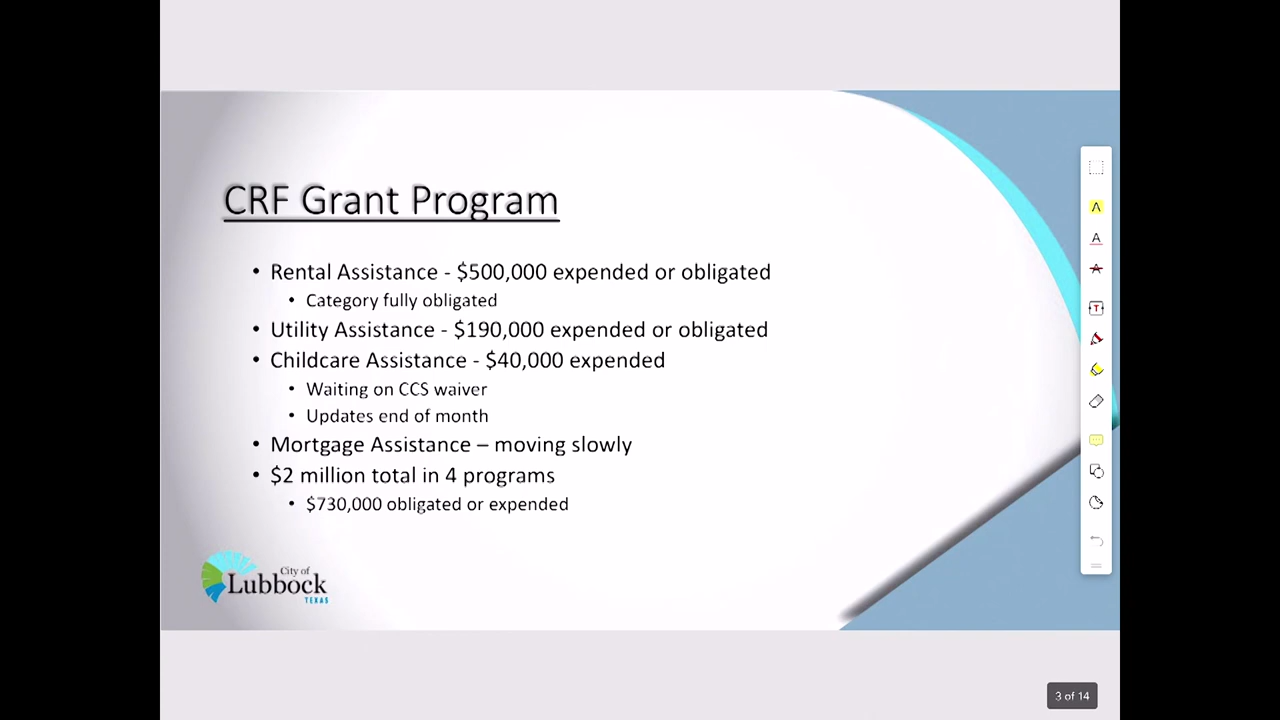 CRF Grant Program
• Rental Assistance - $500,000 expended or obligated
• Category fully obligated
• Utility Assistance - $190,000 expended or obligated
• Childcare Assistance - $40,000 expended
• Waiting on CCS waiver
• Updates end of month
• Mortgage Assistance – moving slowly
• $2 million total in 4 programs
• $730,000 obligated or expended
City of
Lubbock
TEXAS
3 of 14